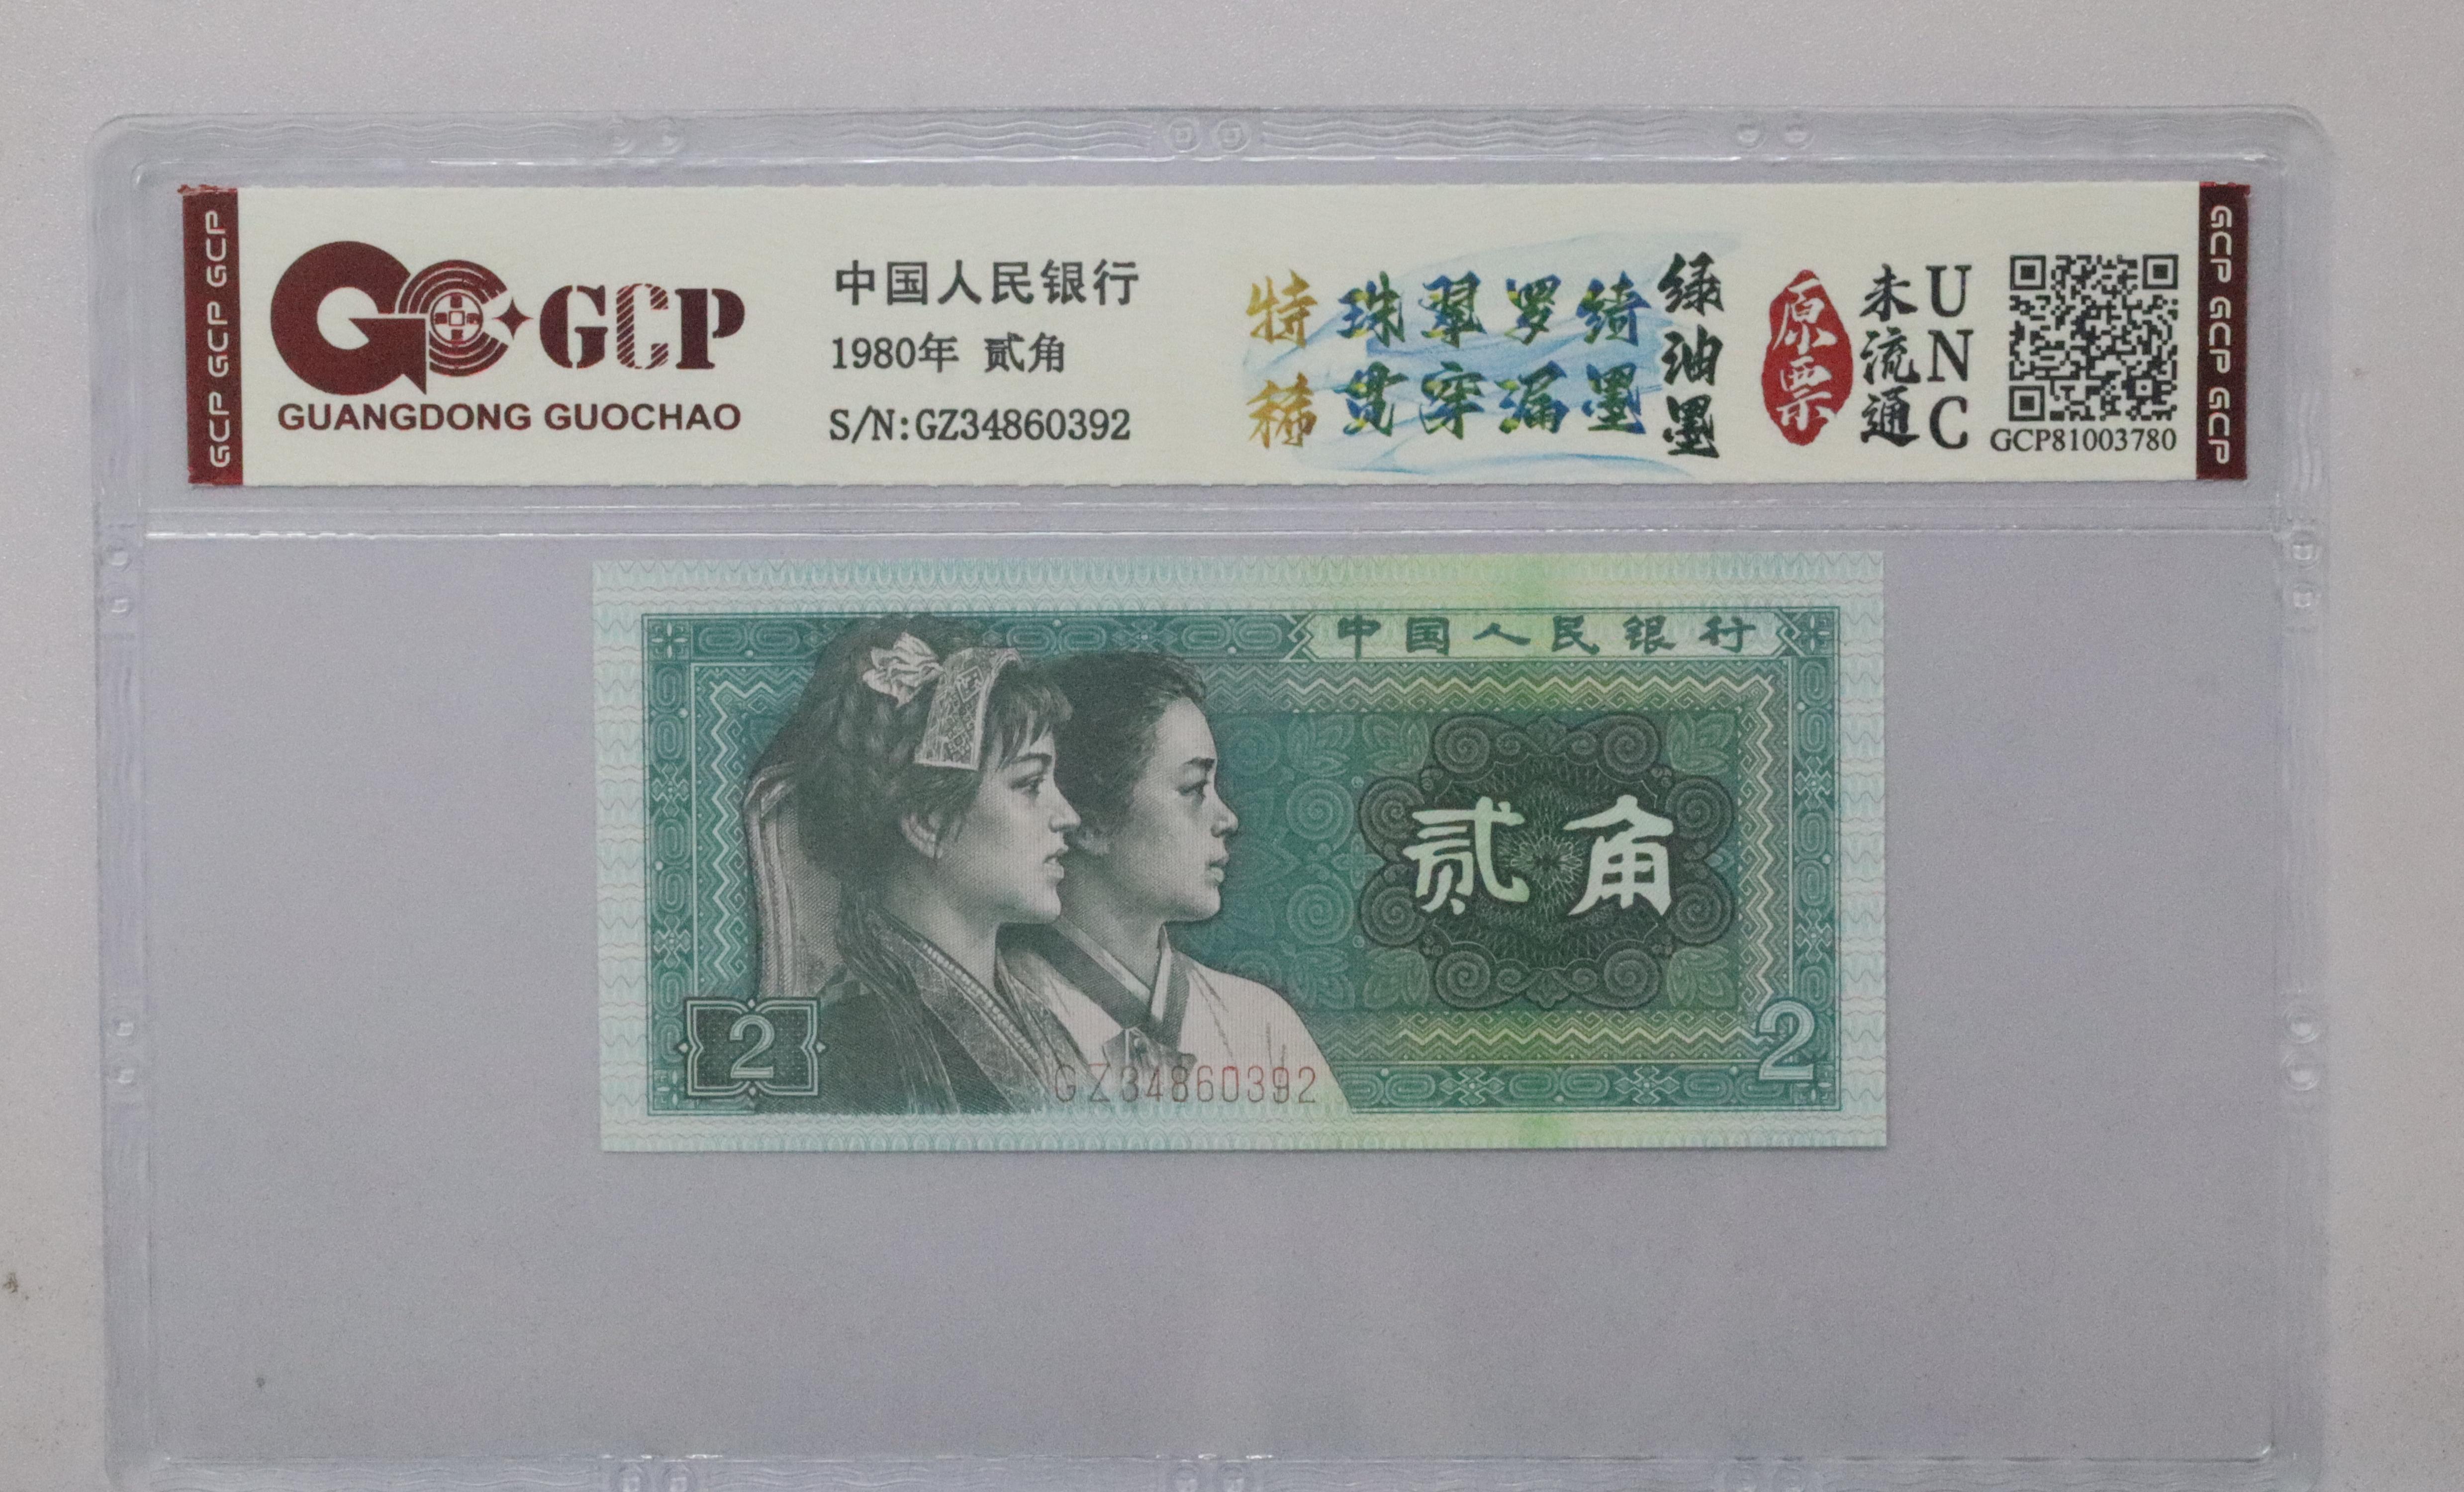 GCP GCP GCP
GCP
GUANGDONG GUOCHAO
中国人民银行
1980年 贰角
S/N:GZ34860392
特稀
珠翠罗绮
贯穿漏墨
绿油墨
原票
未流通
UNC
GCP81003780
GCP GCP GCP
中国人民银行
贰角
2
2
GZ34860392